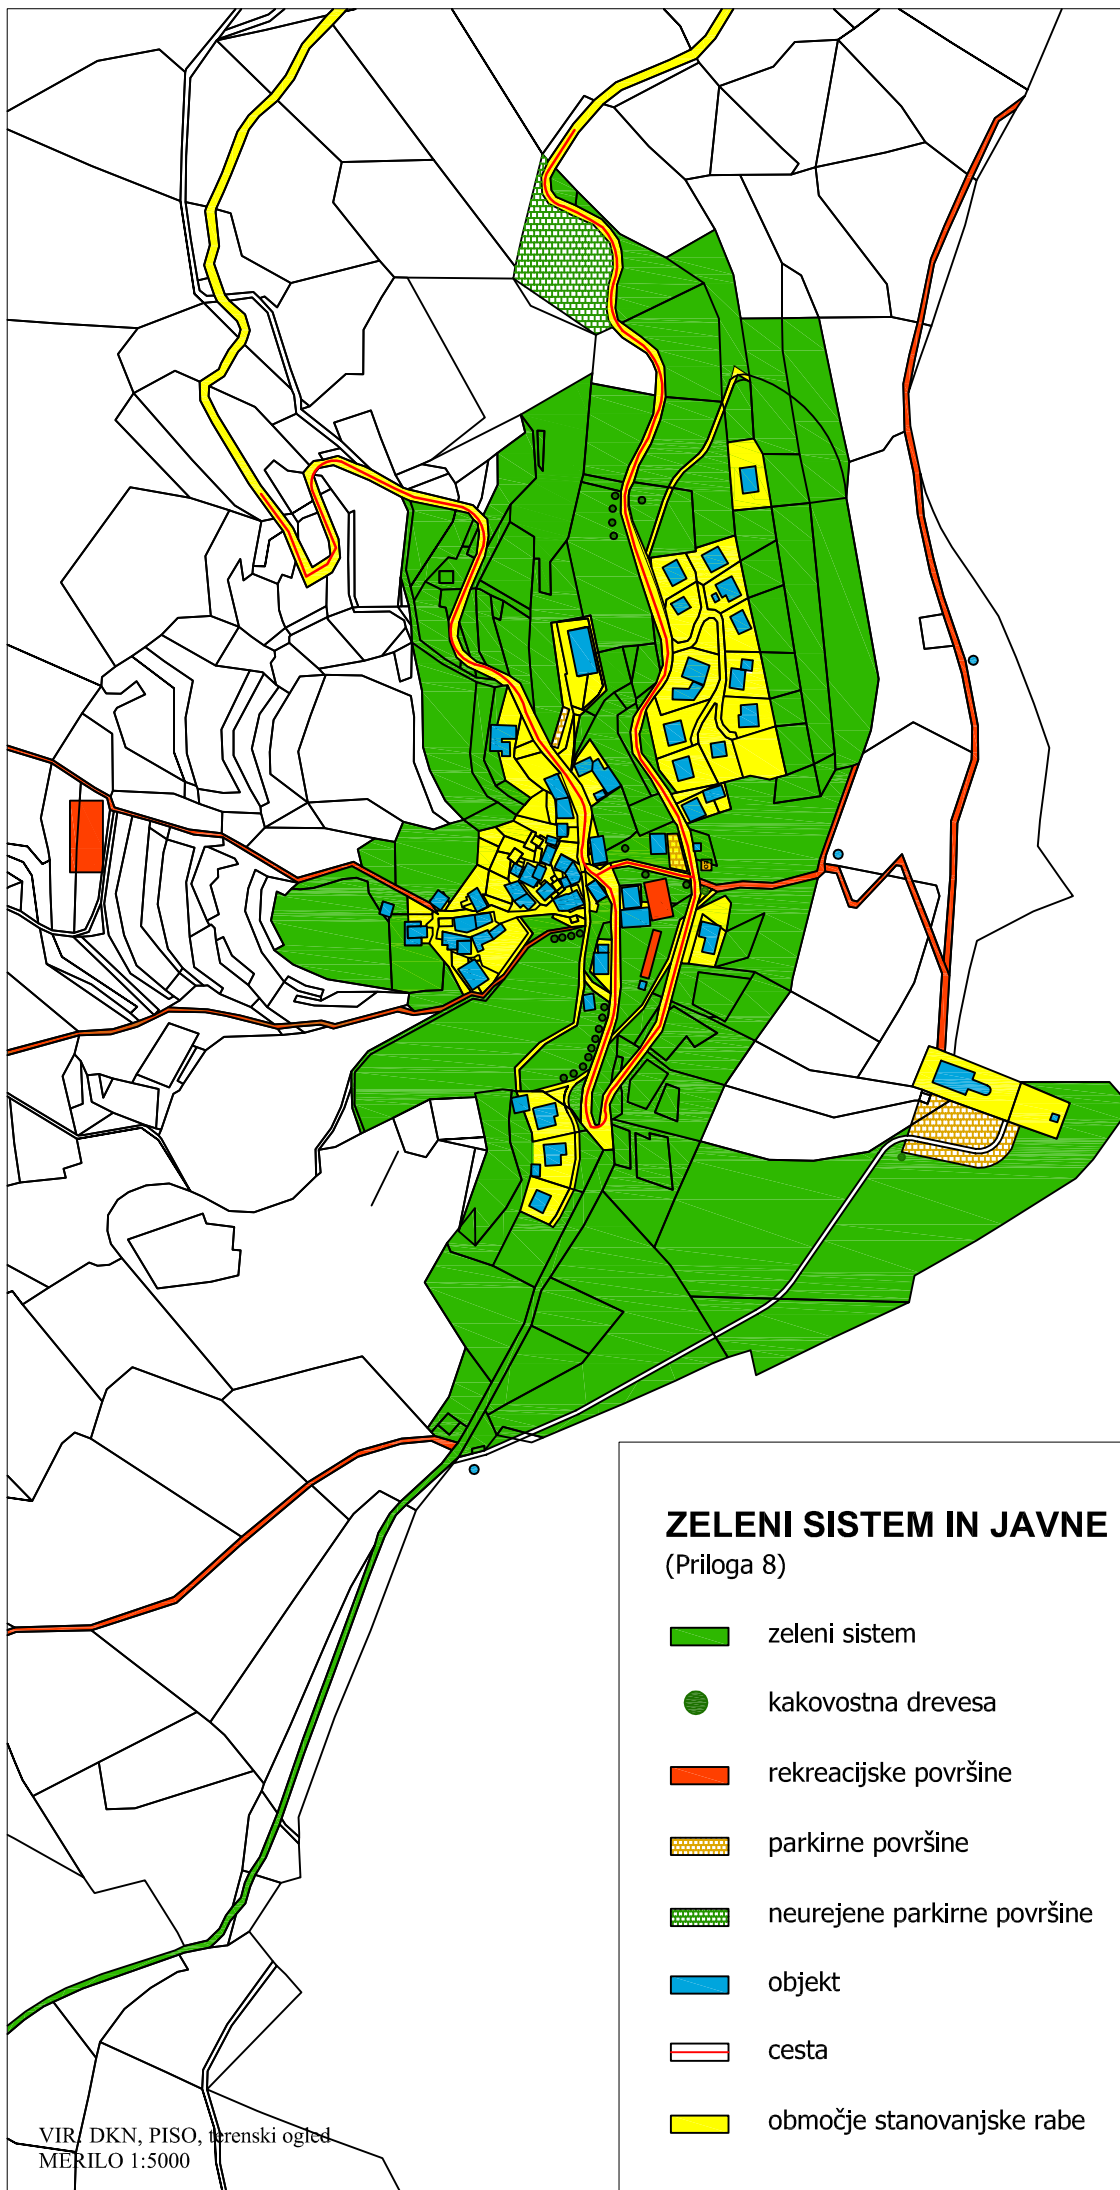 ZELENI SISTEM IN JAVNE
(Priloga 8)
zeleni sistem
kakovostna drevesa
rekreacijske površine
parkirne površine
neurejene parkirne površine
objekt
cesta
območje stanovanjske rabe
VIR: DKN, PISO, terenski ogled
MERILO 1:5000